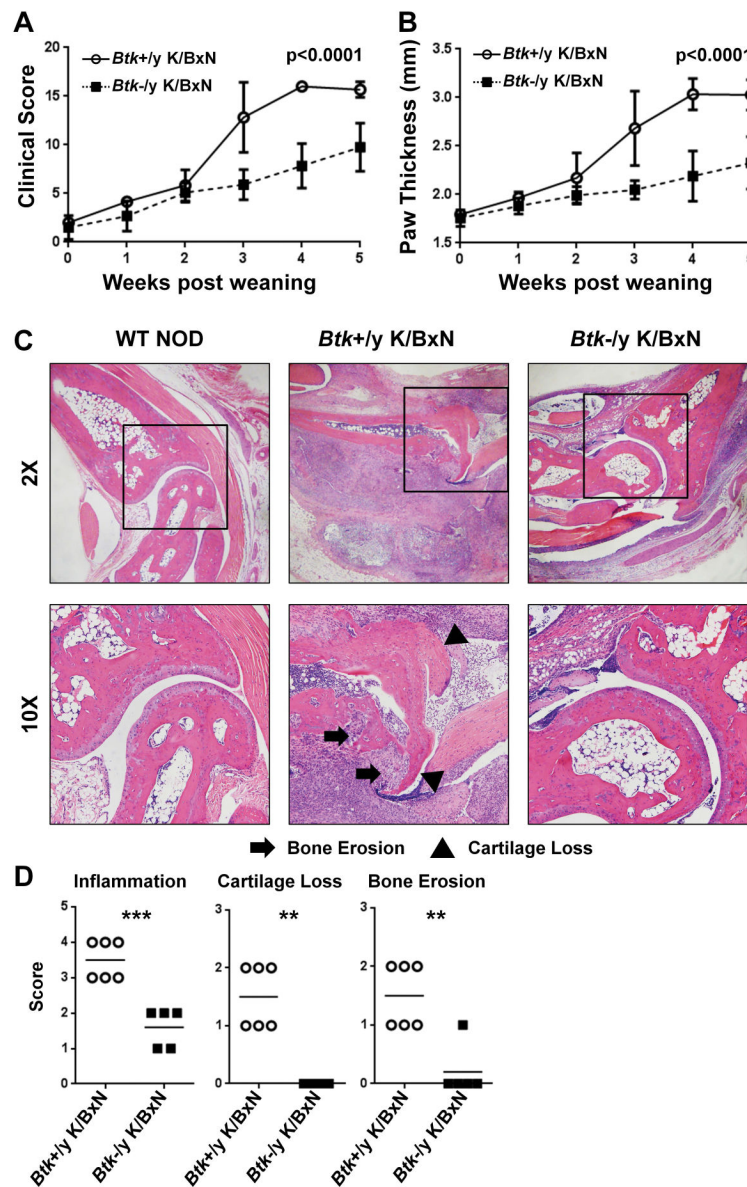 A
Clinical Score
20
15
10
5
0
Btk+/y K/BxN
Btk-/y K/BxN
p<0.0001
0 1 2 3 4 5
Weeks post weaning
B
Paw Thickness (mm)
3.5
3.0
2.5
2.0
1.5
Btk+/y K/BxN
Btk-/y K/BxN
p<0.0001
0 1 2 3 4 5
Weeks post weaning
C
WT NOD
Btk+/y K/BxN
Btk-/y K/BxN
2X
10X
Bone Erosion
Cartilage Loss
D
Inflammation
***
Score
5
4
3
2
1
0
Btk+/y K/BxN
Btk-/y K/BxN
Cartilage Loss
**
3
2
1
0
Btk+/y K/BxN
Btk-/y K/BxN
Bone Erosion
**
3
2
1
0
Btk+/y K/BxN
Btk-/y K/BxN